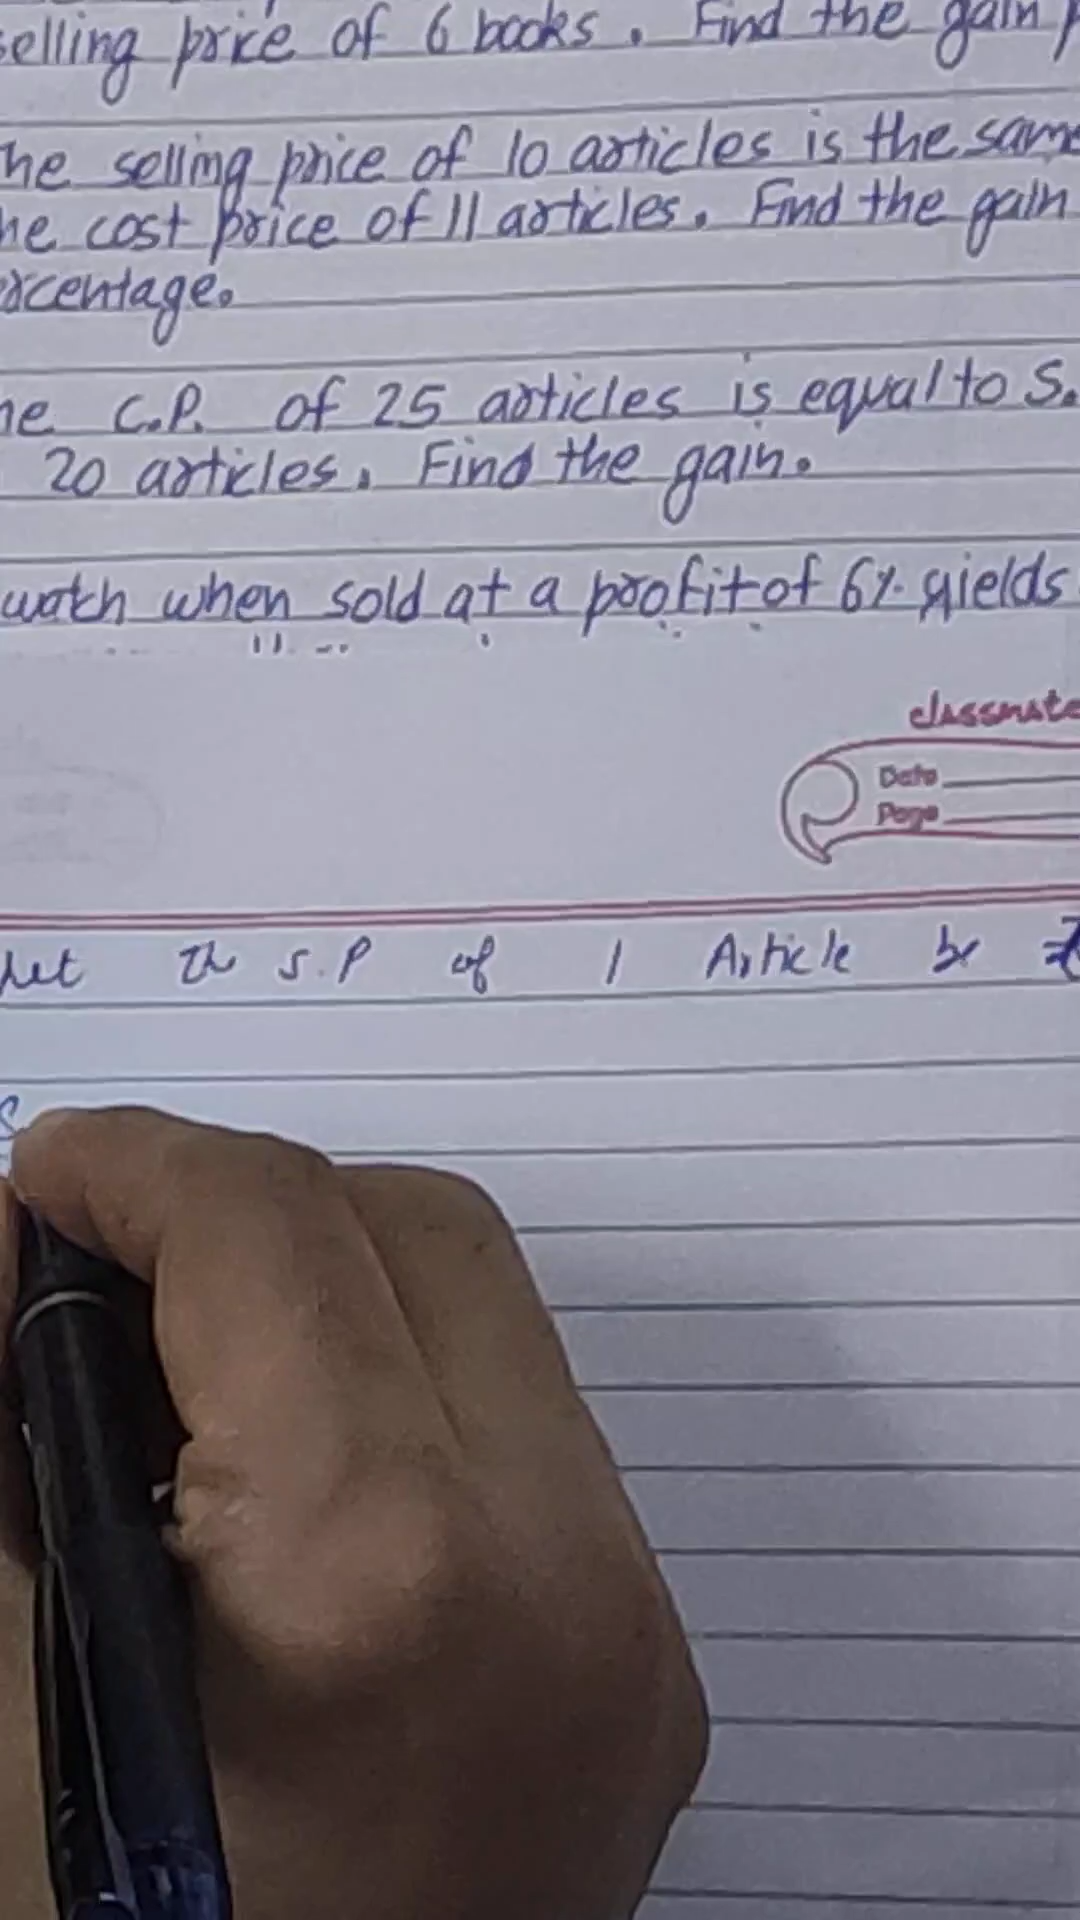 selling price of 6 books. Find the gain
he selling price of 10 articles is the same
he cost price of 11 articles. Find the gain
rcentage.
he C.P. of 25 articles is equal to S.
20 articles. Find the gain.
watch when sold at a profit of 6% yields
classmate
Date
Page
Let the S.P of 1 Article be